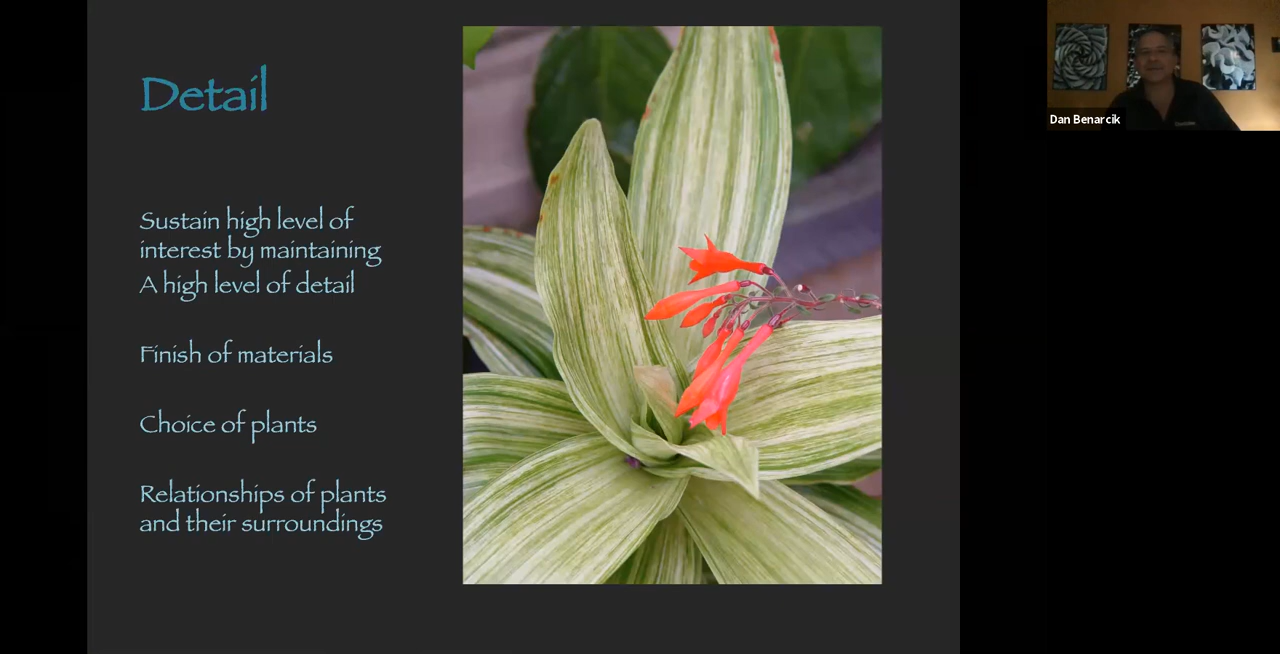 Detail
Sustain high level of
interest by maintaining
A high level of detail
Finish of materials
Choice of plants
Relationships of plants
and their surroundings
Dan Benarcik